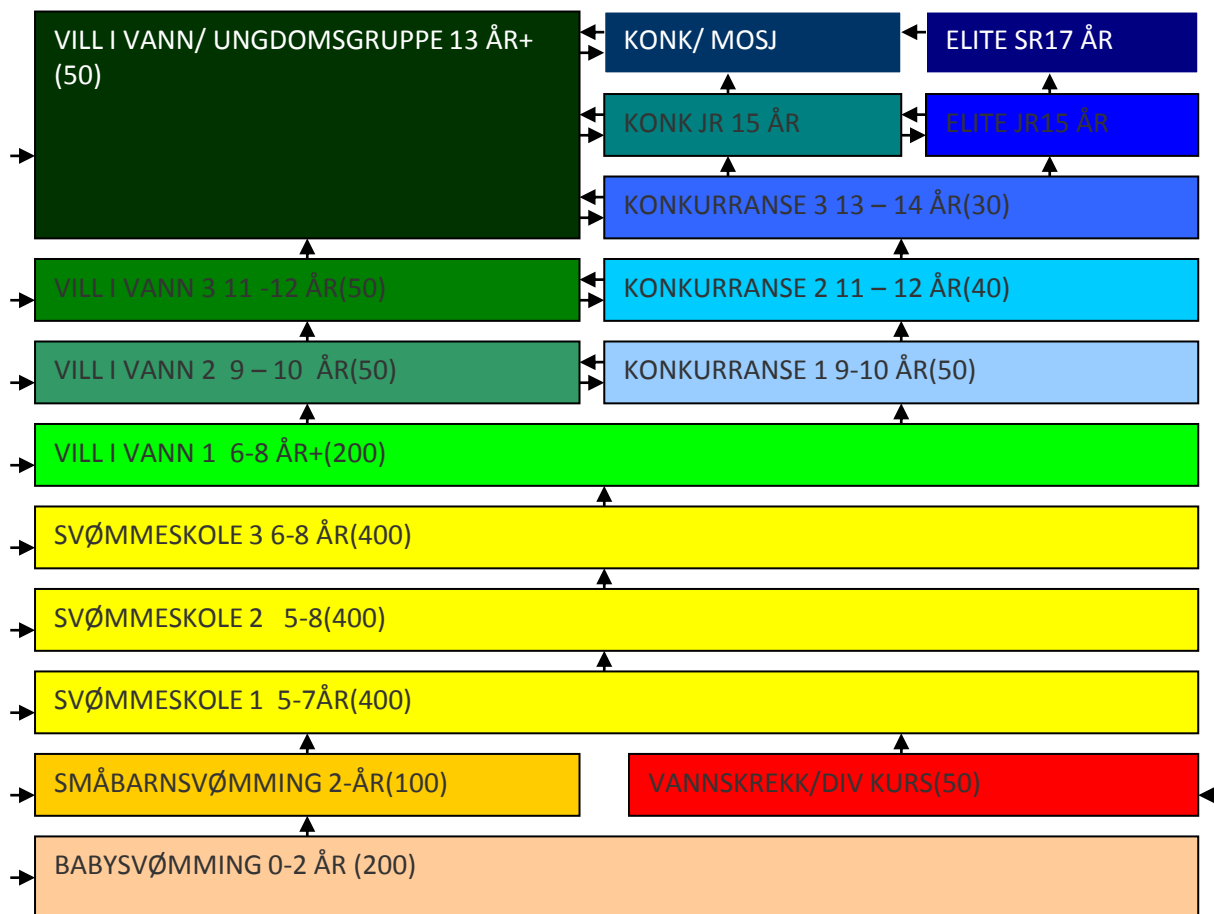 VILL I VANN/ UNGDOMSGRUPPE 13 ÅR+
(50)
KONK/ MOSJ
ELITE SR17 ÅR
KONK JR 15 ÅR
ELITE JR15 ÅR
KONKURRANSE 3 13 – 14 ÅR(30)
VILL I VANN 3 11 -12 ÅR(50)
KONKURRANSE 2 11 – 12 ÅR(40)
VILL I VANN 2  9 – 10  ÅR(50)
KONKURRANSE 1 9-10 ÅR(50)
VILL I VANN 1  6-8 ÅR+(200)
SVØMMESKOLE 3 6-8 ÅR(400)
SVØMMESKOLE 2   5-8(400)
SVØMMESKOLE 1  5-7ÅR(400)
SMÅBARNSVØMMING 2-ÅR(100)
VANNSKREKK/DIV KURS(50)
BABYSVØMMING 0-2 ÅR (200)